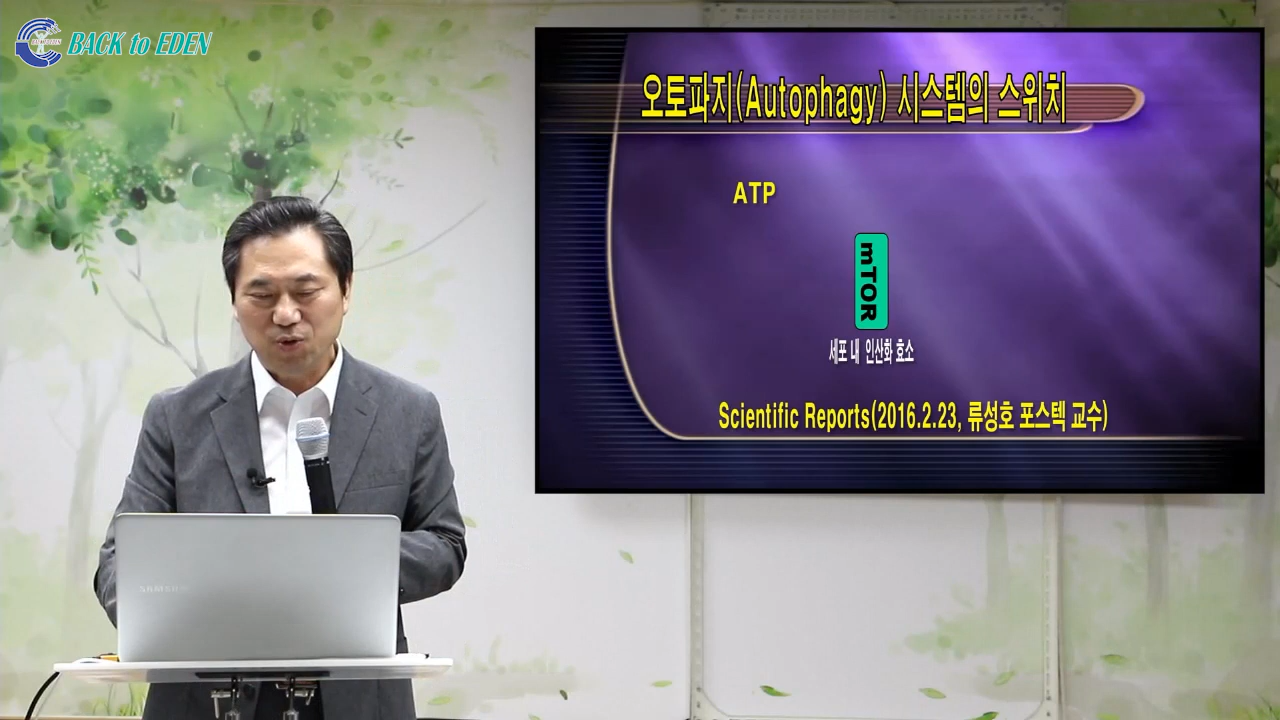 BACK to EDEN
오토파지(Autophagy) 시스템의 스위치
ATP
mTOR
세포 내 인산화 효소
Scientific Reports(2016.2.23, 류성호 포스텍 교수)
SAMSUNG